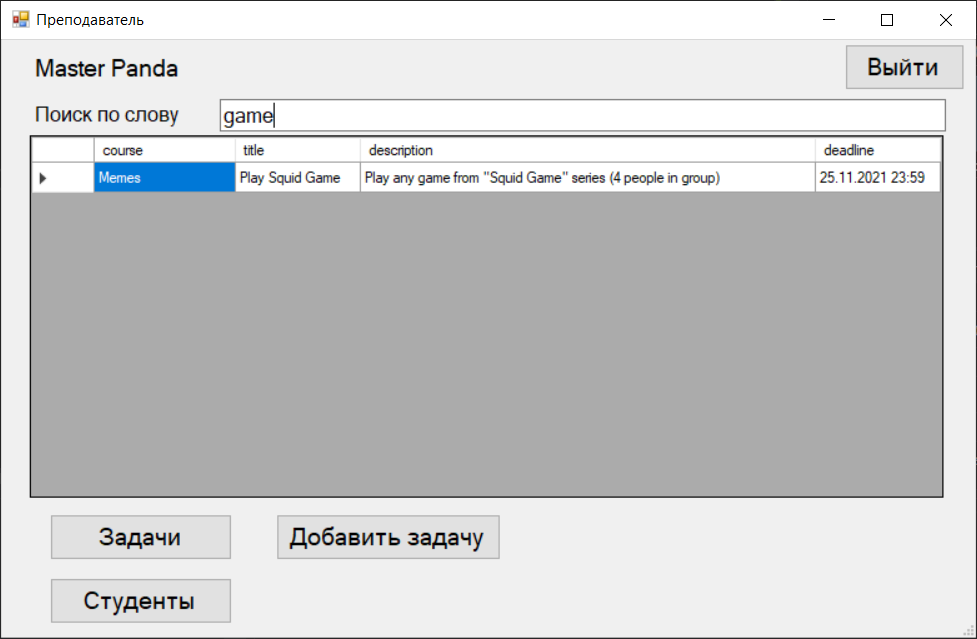 Преподаватель
Master Panda
Выйти
Поиск по слову
game
course title description deadline
Memes Play Squid Game Play any game from "Squid Game" series (4 people in group) 25.11.2021 23:59
Задачи Добавить задачу
Студенты